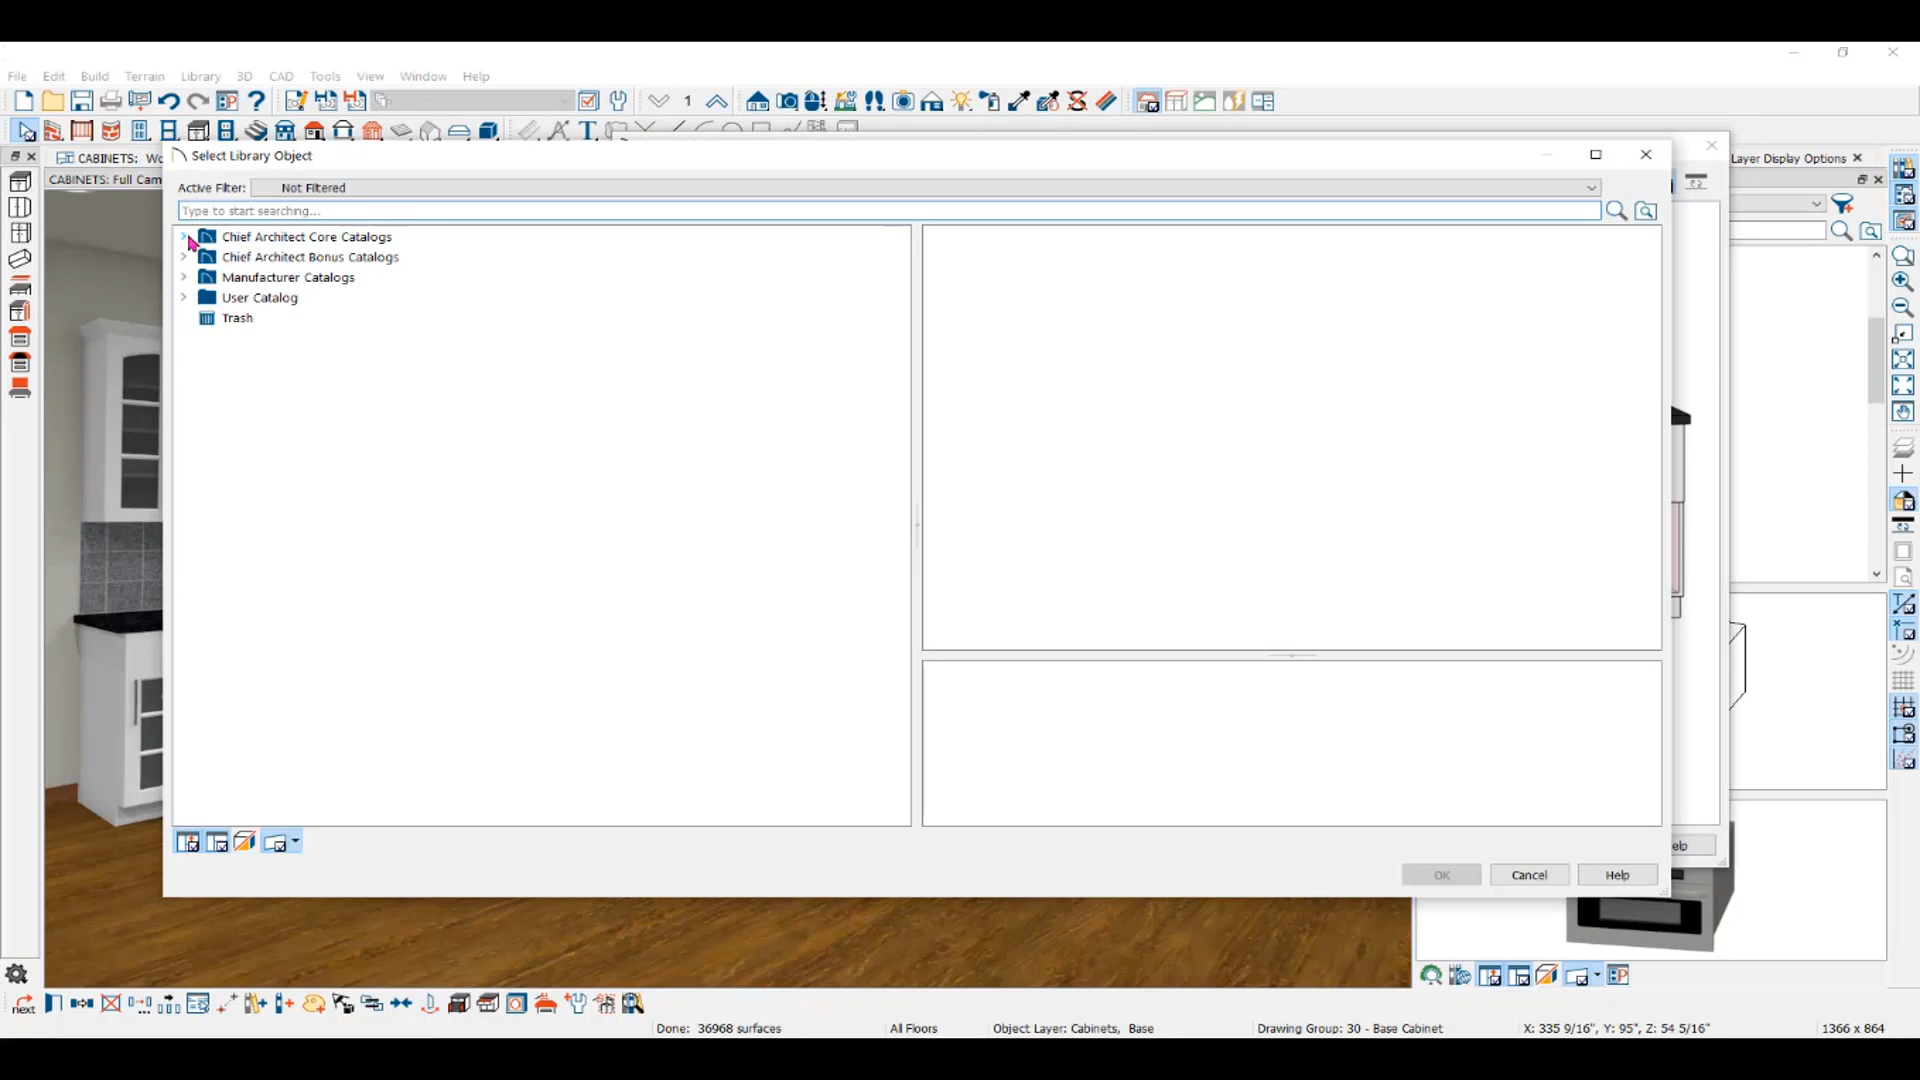 File Edit Build Terrain Library 3D CAD Tools View Window Help
1
CABINETS: Wo
Layer Display Options
CABINETS: Full Cam
Select Library Object
Active Filter: Not Filtered
Type to start searching...
Chief Architect Core Catalogs
Chief Architect Bonus Catalogs
Manufacturer Catalogs
User Catalog
Trash
elp
OK Cancel Help
next
Done: 36968 surfaces All Floors Object Layer: Cabinets, Base Drawing Group: 30 - Base Cabinet X: 335 9/16", Y: 95", Z: 54 5/16" 1366 x 864